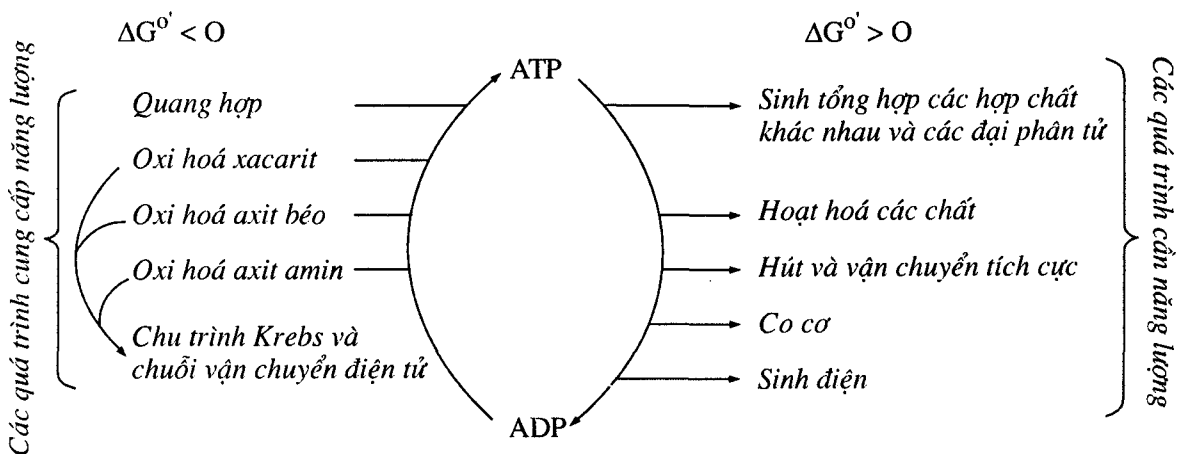 ΔG°' < O
ΔG°' > O
Các quá trình cung cấp năng lượng
Quang hợp
Oxi hoá xacarit
Oxi hoá axit béo
Oxi hoá axit amin
Chu trình Krebs và
chuỗi vận chuyển điện tử
ATP
ADP
Sinh tổng hợp các hợp chất
khác nhau và các đại phân tử
Hoạt hoá các chất
Hút và vận chuyển tích cực
Co cơ
Sinh điện
Các quá trình cần năng lượng